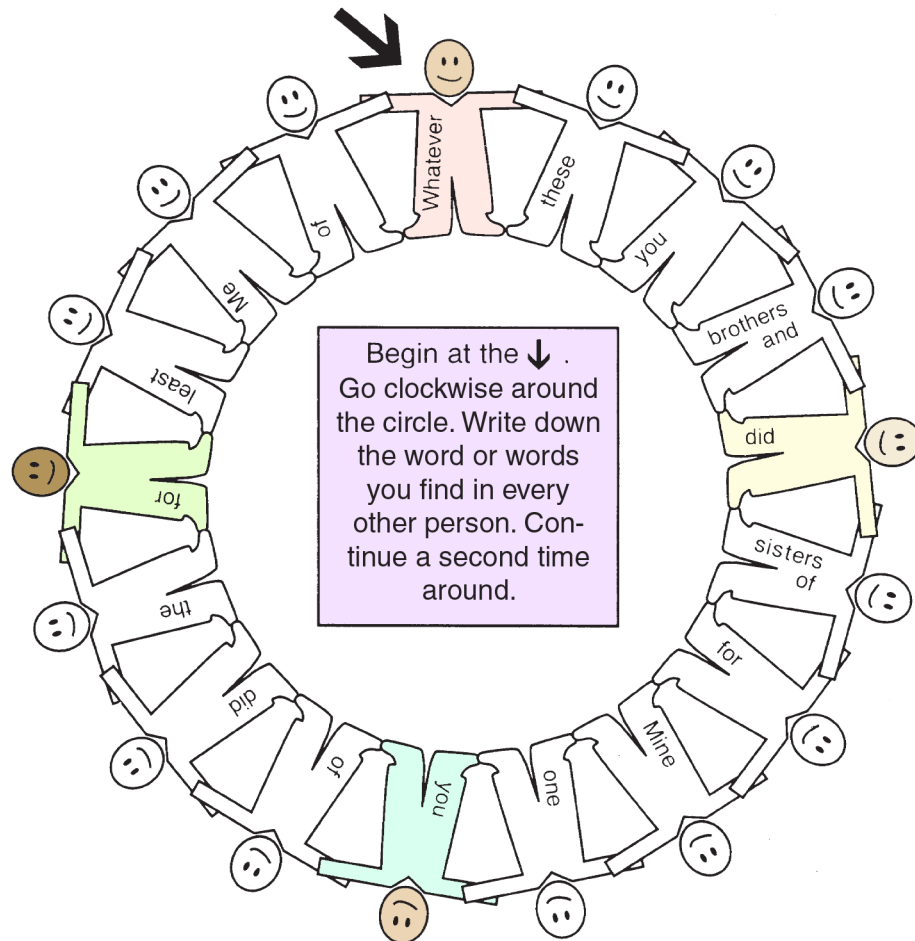 Whatever
these
you
brothers
and
did
sisters
of
for
Mine
one
you
of
did
the
for
least
Me
of
Begin at the ↓ .
Go clockwise around
the circle. Write down
the word or words
you find in every
other person. Con-
tinue a second time
around.